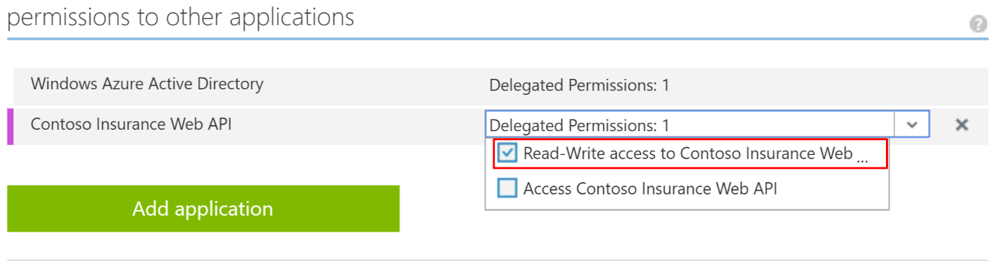 permissions to other applications
?
Windows Azure Active Directory Delegated Permissions: 1
Contoso Insurance Web API Delegated Permissions: 1
Read-Write access to Contoso Insurance Web ...
Access Contoso Insurance Web API
Add application